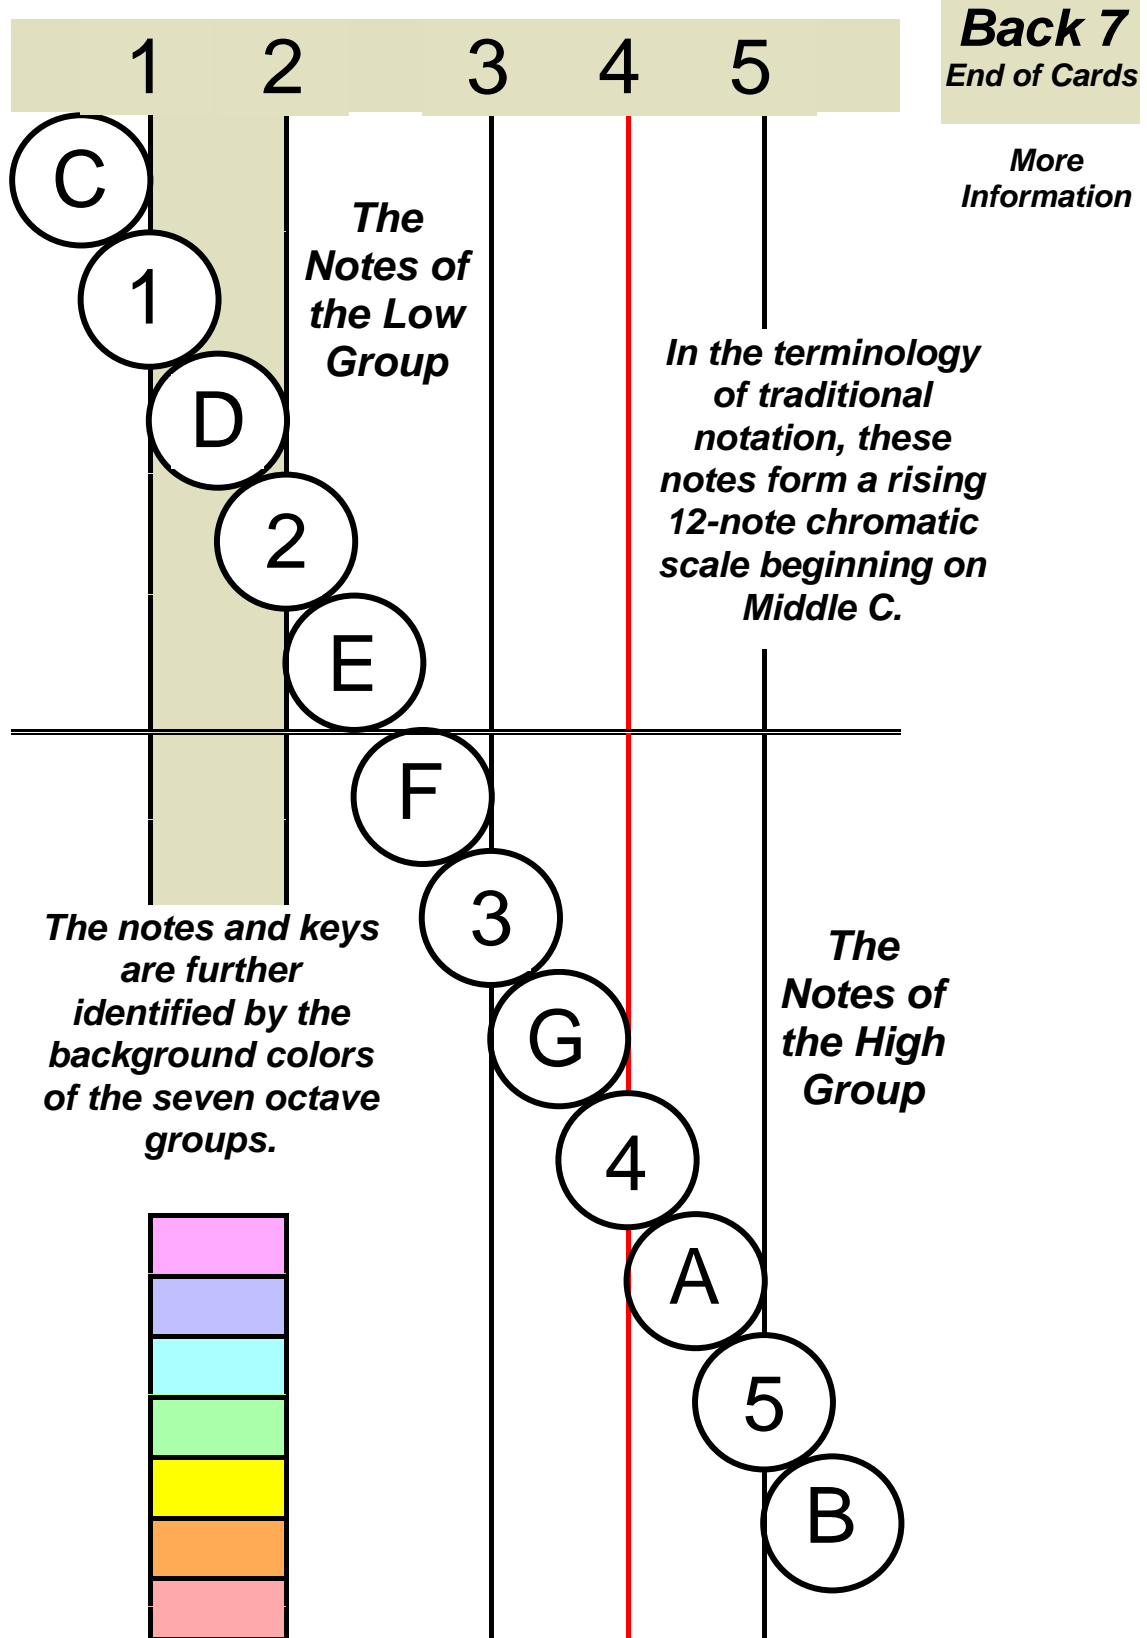 1 2 3 4 5
Back 7
End of Cards
More
Information
C
1
D
2
E
The
Notes of
the Low
Group
In the terminology
of traditional
notation, these
notes form a rising
12-note chromatic
scale beginning on
Middle C.
F
3
G
4
A
5
B
The notes and keys
are further
identified by the
background colors
of the seven octave
groups.
The
Notes of
the High
Group